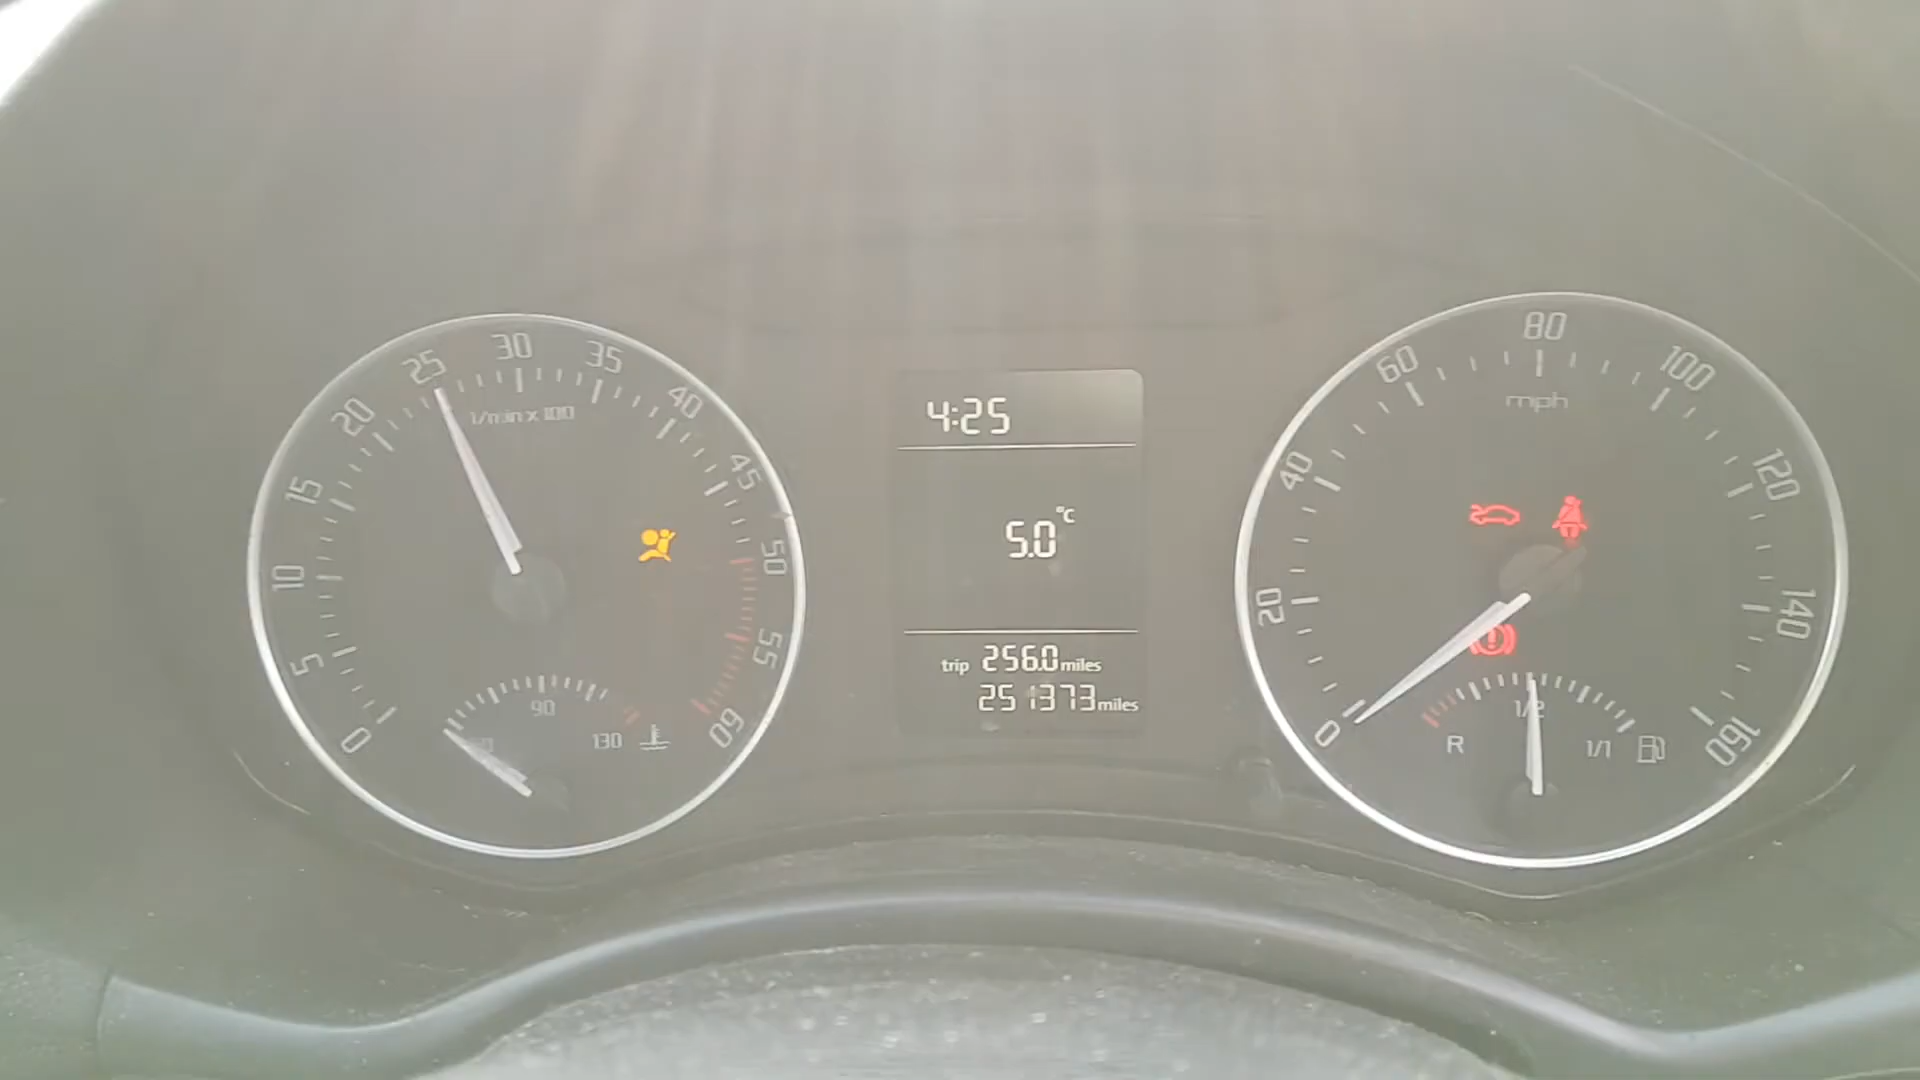 0 5 10 15 20 25 30 35 40 45 50 55 60
1/min x 100
90
130
4:25
5.0 °C
trip 256.0 miles
251373 miles
0 20 40 60 80 100 120 140 160
mph
R 1/2 1/1